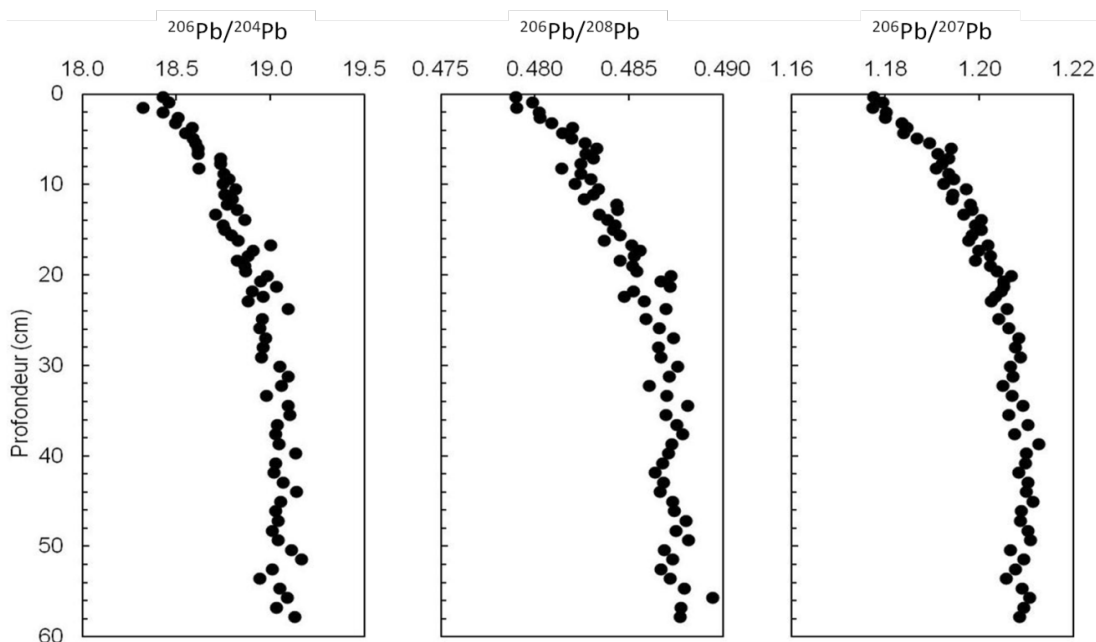 ²⁰⁶Pb/²⁰⁴Pb ²⁰⁶Pb/²⁰⁸Pb ²⁰⁶Pb/²⁰⁷Pb
18.0 18.5 19.0 19.5 0.475 0.480 0.485 0.490 1.16 1.18 1.20 1.22
0
10
20
30
40
50
60
Profondeur (cm)